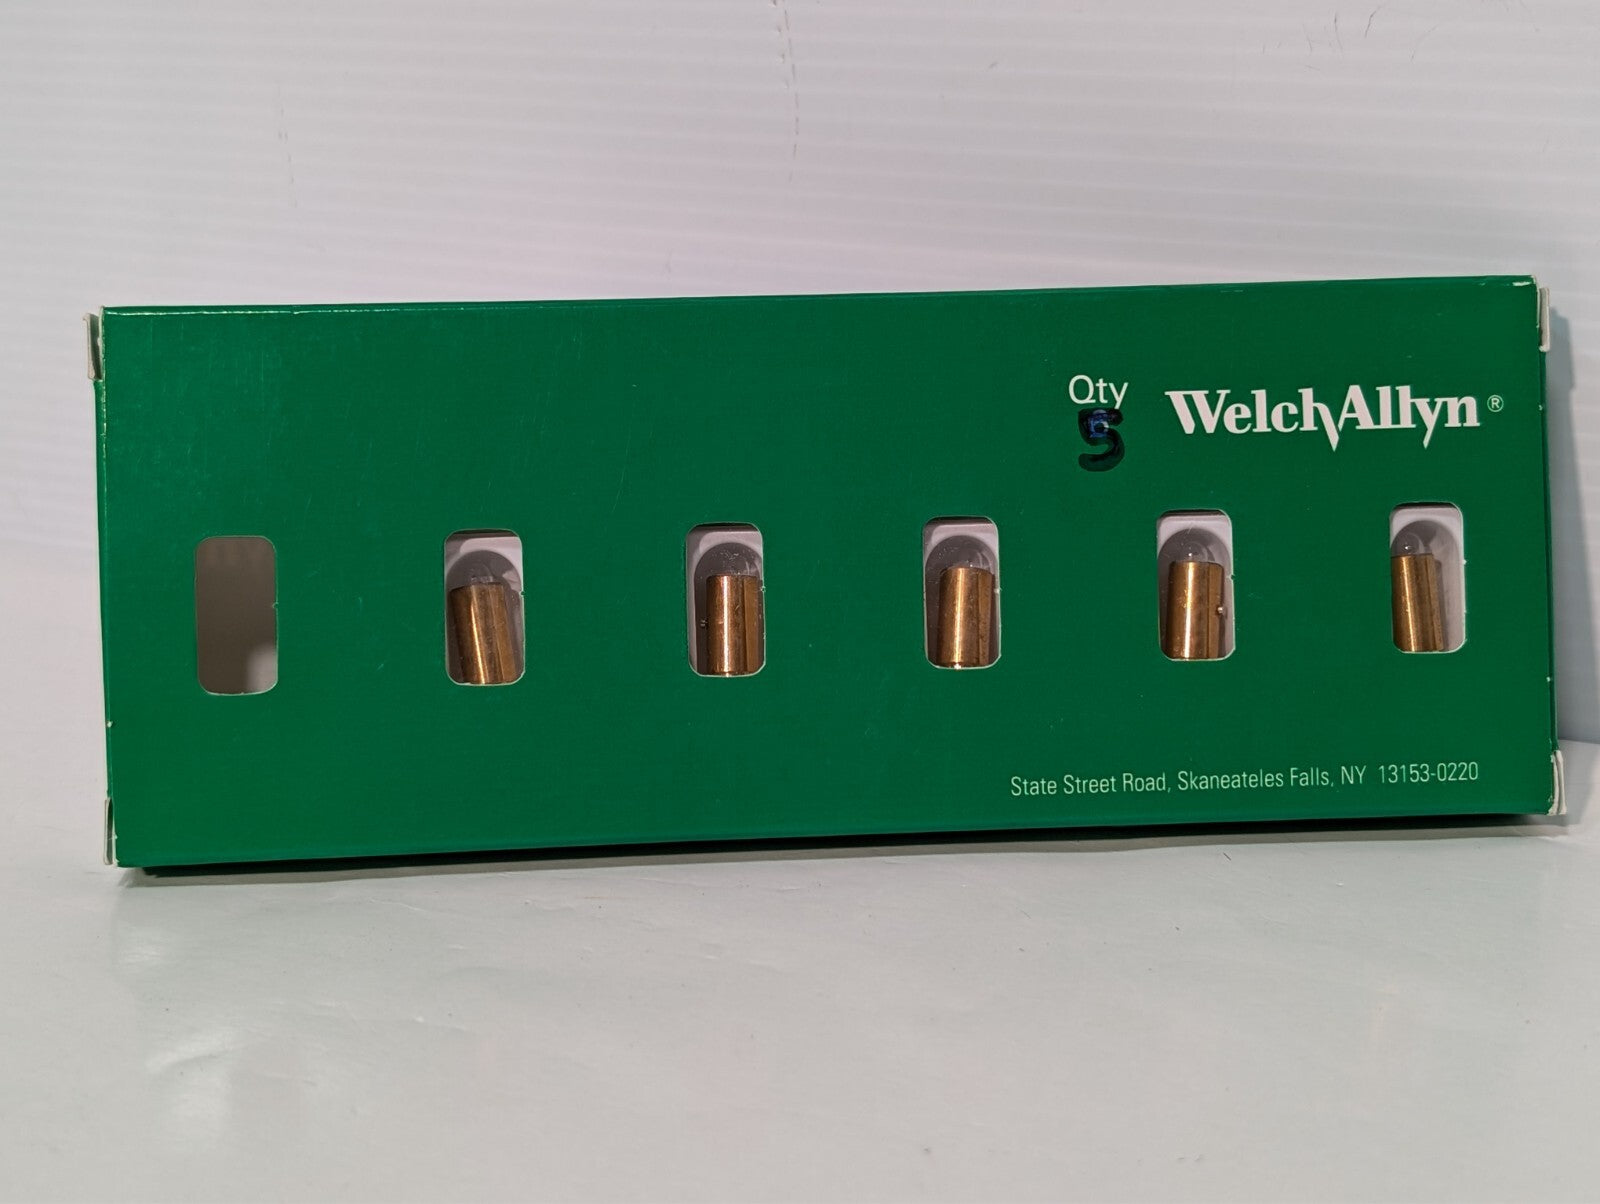 Qty
5
WelchAllyn®
State Street Road, Skaneateles Falls, NY 13153-0220